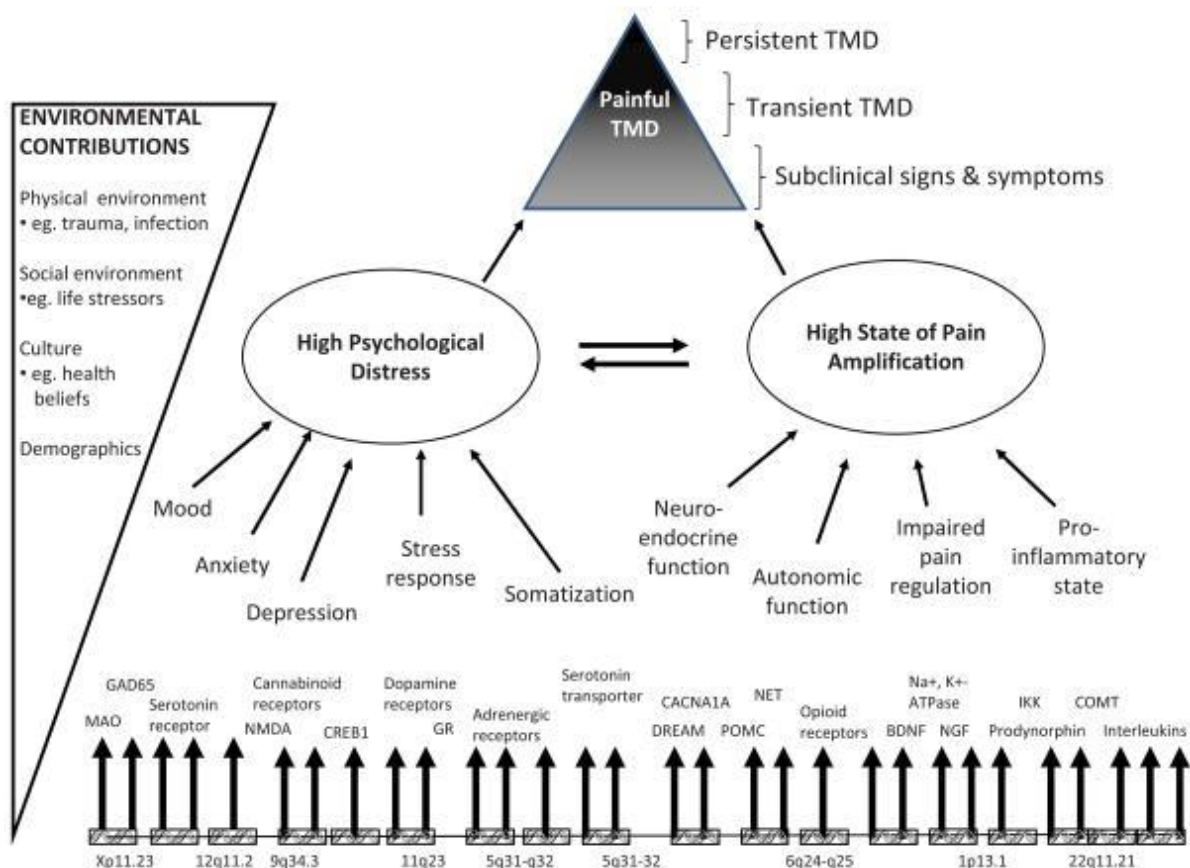 Persistent TMD
Painful
TMD
Transient TMD
Subclinical signs & symptoms
ENVIRONMENTAL
CONTRIBUTIONS
Physical environment
• eg. trauma, infection
Social environment
•eg. life stressors
Culture
• eg. health
beliefs
Demographics
High Psychological
Distress
High State of Pain
Amplification
Mood
Anxiety
Depression
Stress
response
Somatization
Neuro-
endocrine
function
Autonomic
function
Impaired
pain
regulation
Pro-
inflammatory
state
MAO
GAD65
Serotonin
receptor
NMDA
Cannabinoid
receptors
CREB1
Dopamine
receptors
GR
Adrenergic
receptors
Serotonin
transporter
DREAM
CACNA1A
POMC
NET
Opioid
receptors
BDNF
Na+, K+-
ATPase
NGF
Prodynorphin
IKK
COMT
Interleukins
Xp11.23
12q11.2
9q34.3
11q23
5q31-q32
5q31-32
6q24-q25
1p13.1
22q11.21